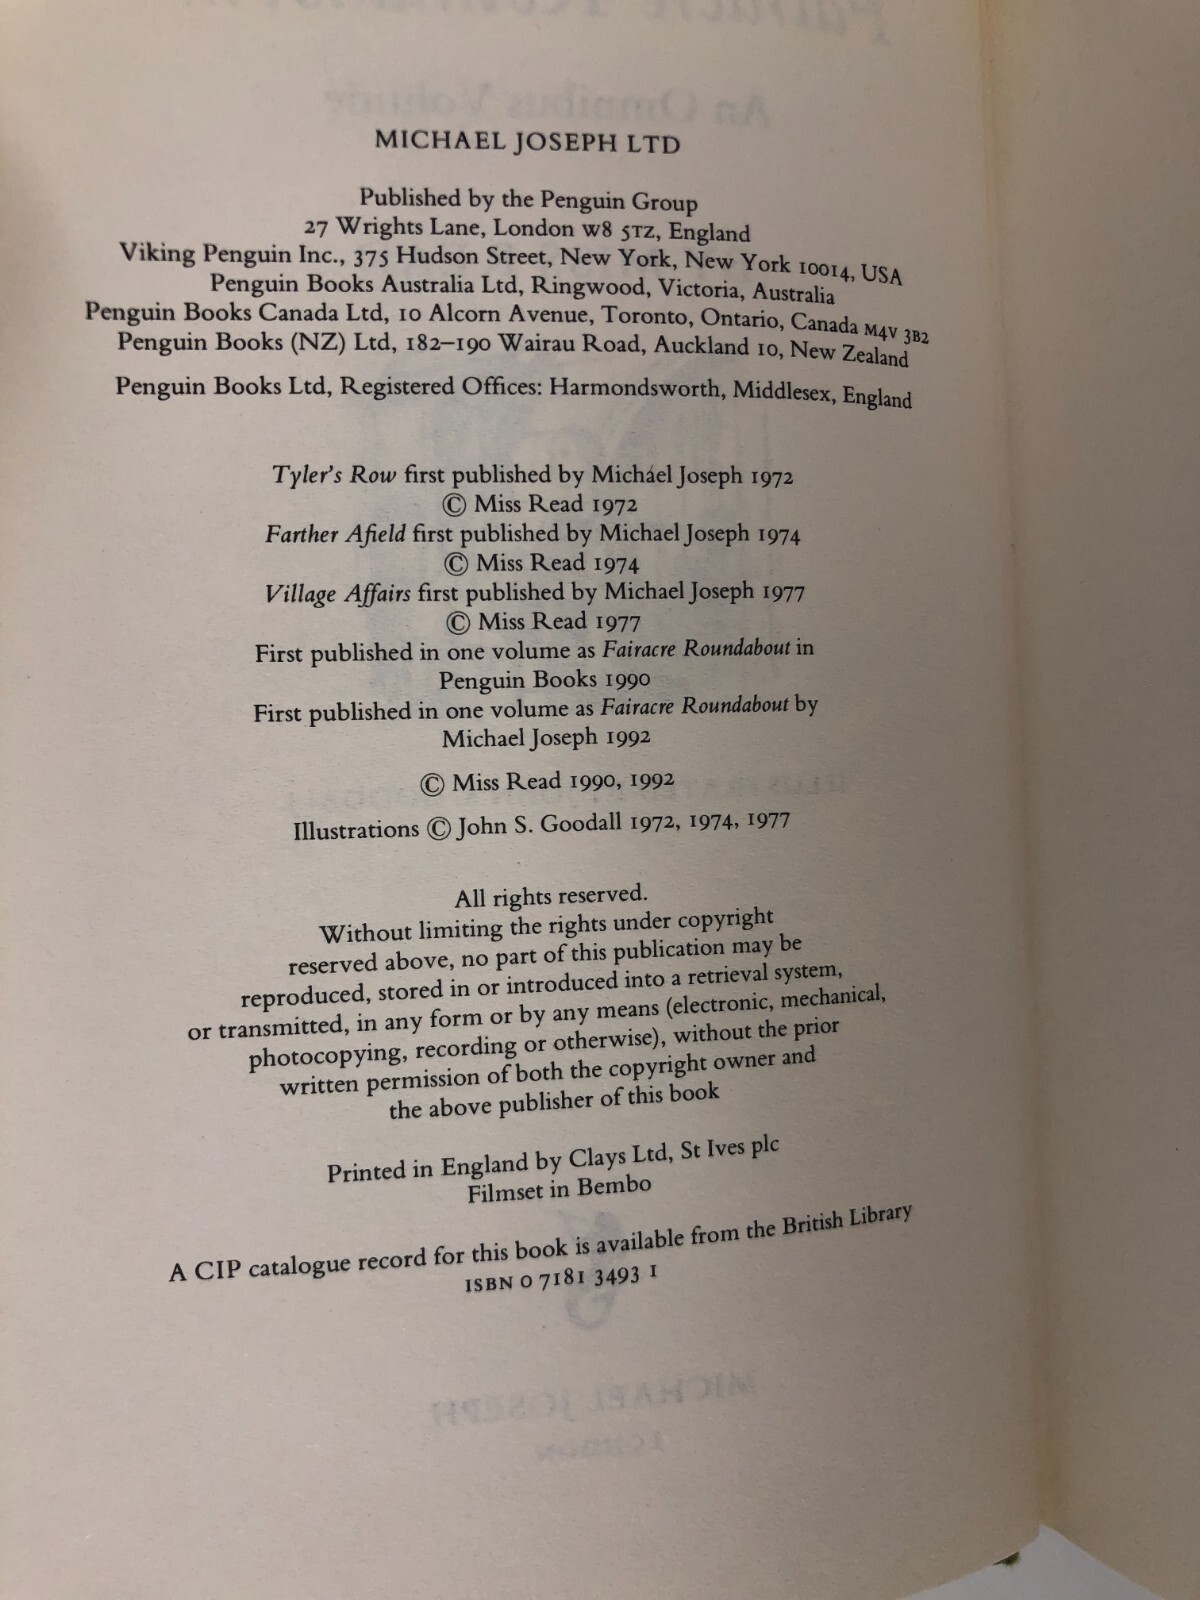 MICHAEL JOSEPH LTD
Published by the Penguin Group
27 Wrights Lane, London W8 5TZ, England
Viking Penguin Inc., 375 Hudson Street, New York, New York 10014, USA
Penguin Books Australia Ltd, Ringwood, Victoria, Australia
Penguin Books Canada Ltd, 10 Alcorn Avenue, Toronto, Ontario, Canada M4V 3B2
Penguin Books (NZ) Ltd, 182–190 Wairau Road, Auckland 10, New Zealand
Penguin Books Ltd, Registered Offices: Harmondsworth, Middlesex, England
Tyler's Row first published by Michael Joseph 1972
© Miss Read 1972
Farther Afield first published by Michael Joseph 1974
© Miss Read 1974
Village Affairs first published by Michael Joseph 1977
© Miss Read 1977
First published in one volume as Fairacre Roundabout in
Penguin Books 1990
First published in one volume as Fairacre Roundabout by
Michael Joseph 1992
© Miss Read 1990, 1992
Illustrations © John S. Goodall 1972, 1974, 1977
All rights reserved.
Without limiting the rights under copyright
reserved above, no part of this publication may be
reproduced, stored in or introduced into a retrieval system,
or transmitted, in any form or by any means (electronic, mechanical,
photocopying, recording or otherwise), without the prior
written permission of both the copyright owner and
the above publisher of this book
Printed in England by Clays Ltd, St Ives plc
Filmset in Bembo
A CIP catalogue record for this book is available from the British Library
ISBN 0 7181 3493 1